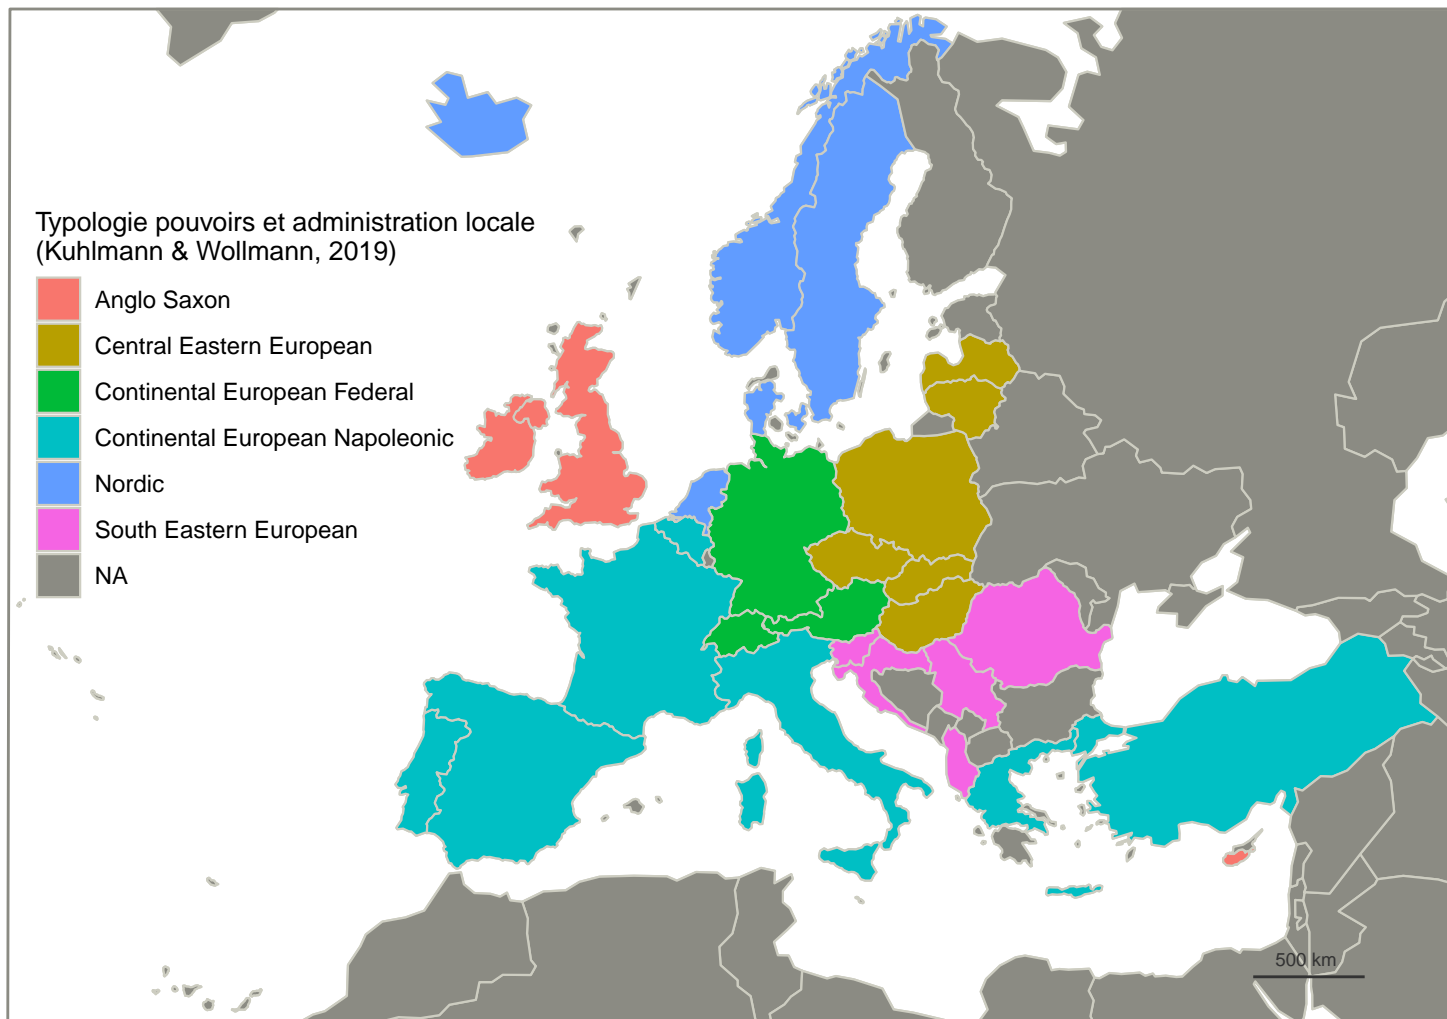 Typologie pouvoirs et administration locale
(Kuhlmann & Wollmann, 2019)
Anglo Saxon
Central Eastern European
Continental European Federal
Continental European Napoleonic
Nordic
South Eastern European
NA
500 km